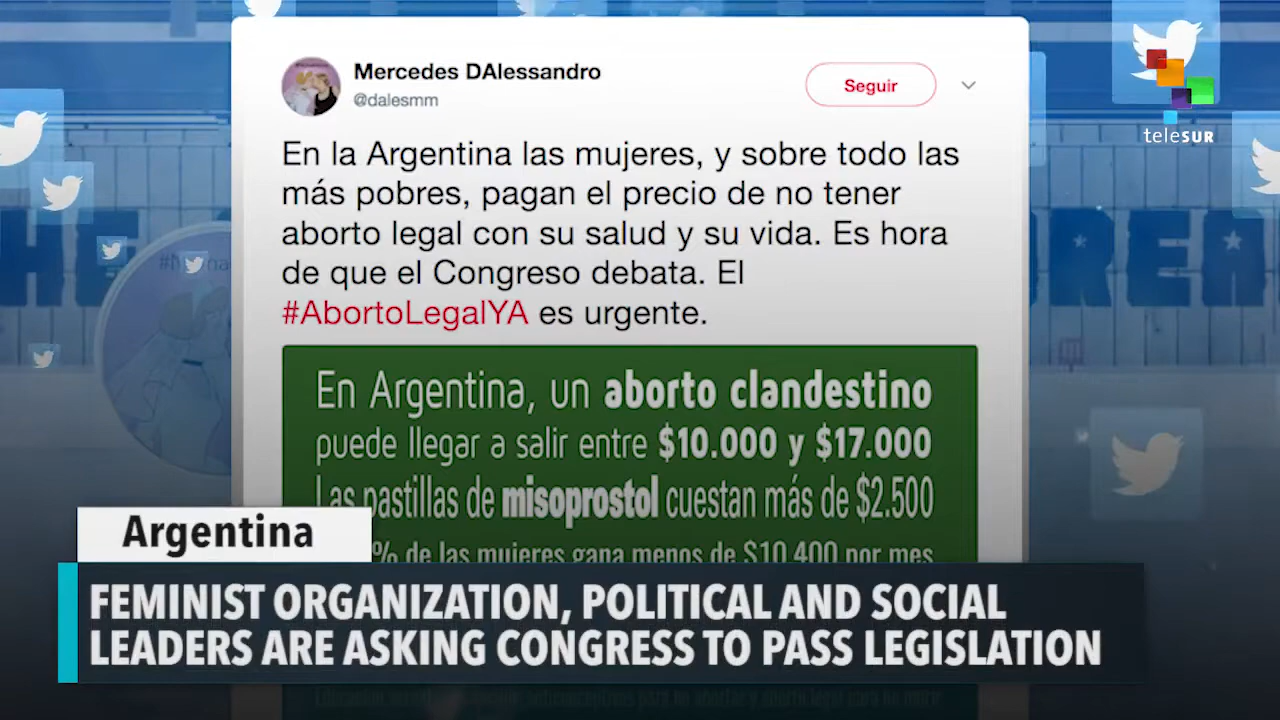 Mercedes DAlessandro
@dalesmm
Seguir
En la Argentina las mujeres, y sobre todo las
más pobres, pagan el precio de no tener
aborto legal con su salud y su vida. Es hora
de que el Congreso debata. El
#AbortoLegalYA es urgente.
En Argentina, un aborto clandestino
puede llegar a salir entre $10.000 y $17.000
Las pastillas de misoprostol cuestan más de $2.500
% de las mujeres gana menos de $10.400 por mes
teleSUR
Argentina
FEMINIST ORGANIZATION, POLITICAL AND SOCIAL
LEADERS ARE ASKING CONGRESS TO PASS LEGISLATION